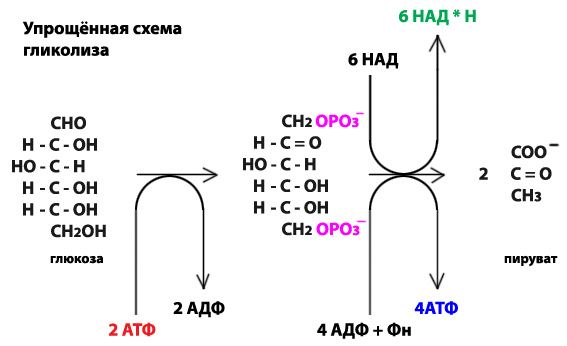 Упрощённая схема
гликолиза
6 НАД * Н
6 НАД
CHO
H - C - OH
HO - C - H
H - C - OH
H - C - OH
CH2OH
глюкоза
CH2 OPO3–
H - C = O
HO - C - H
H - C - OH
H - C - OH
CH2 OPO3–
2
COO–
C = O
CH3
пируват
2 АТФ
2 АДФ
4 АДФ + Фн
4АТФ